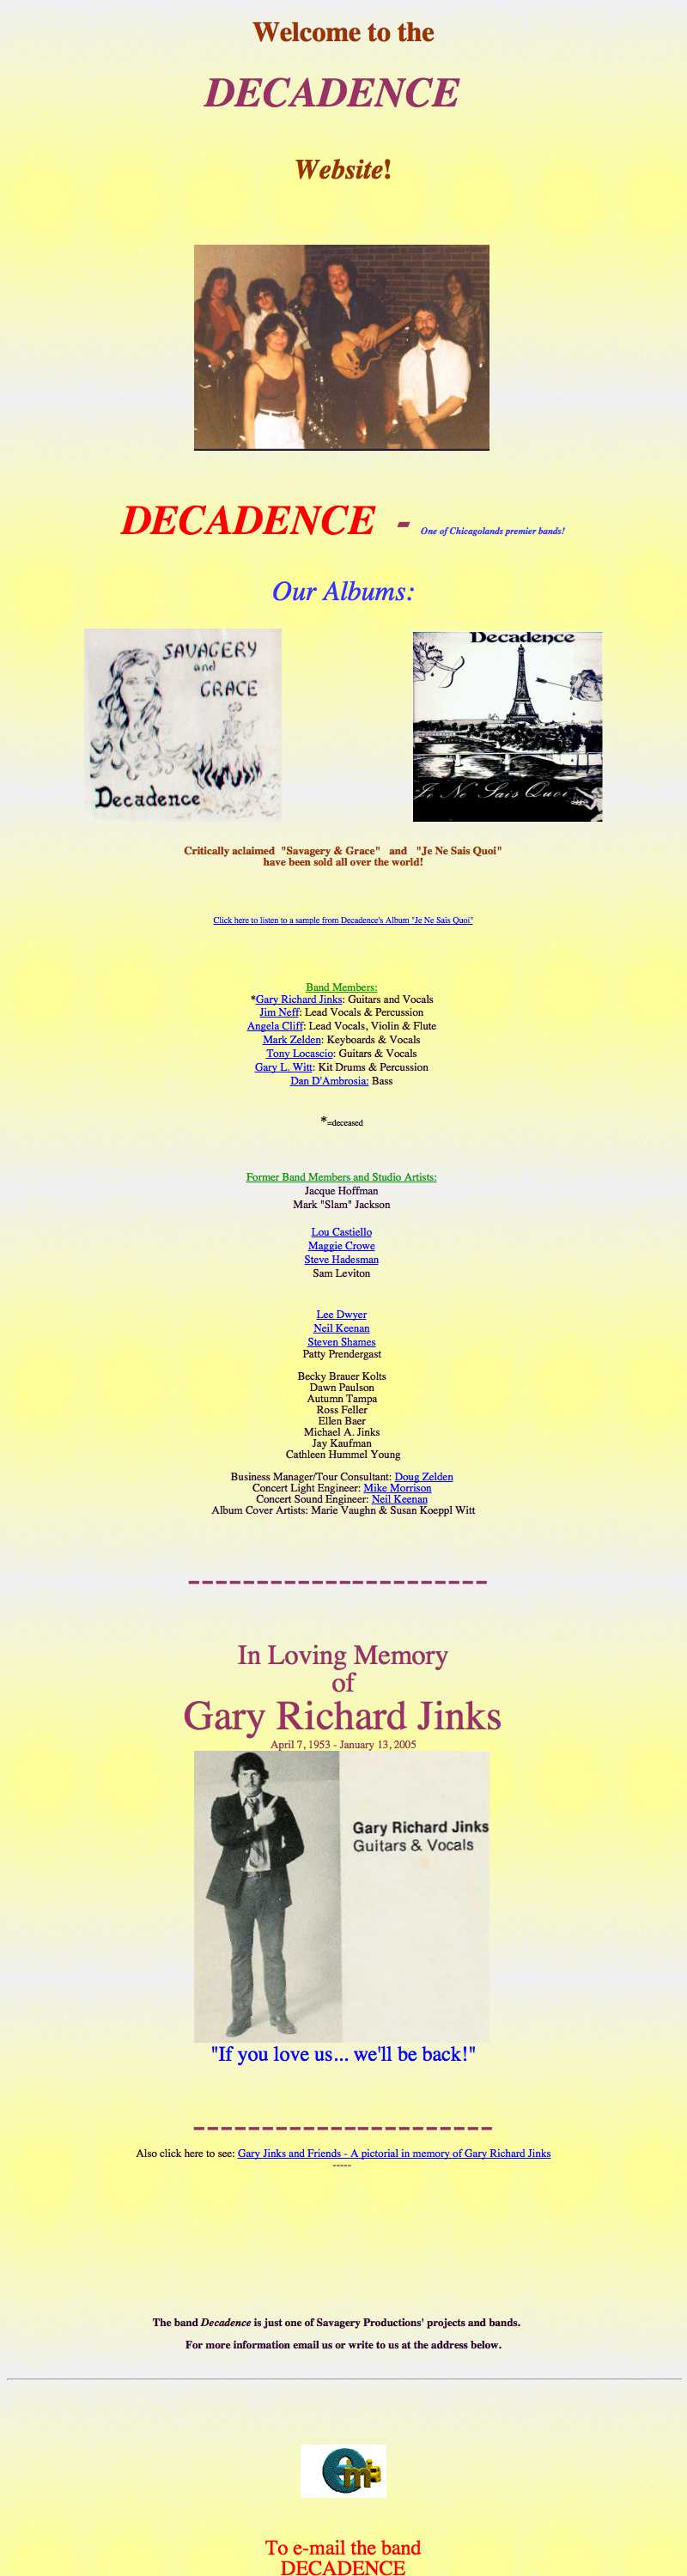 Welcome to the
DECADENCE
Website!
DECADENCE - One of Chicagolands premier bands!
Our Albums:
SAVAGERY
and
GRACE
Decadence
Decadence
Je Ne Sais Quoi
Critically aclaimed "Savagery & Grace" and "Je Ne Sais Quoi"
have been sold all over the world!
Click here to listen to a sample from Decadence's Album "Je Ne Sais Quoi"
Band Members:
*Gary Richard Jinks: Guitars and Vocals
Jim Neff: Lead Vocals & Percussion
Angela Cliff: Lead Vocals, Violin & Flute
Mark Zelden: Keyboards & Vocals
Tony Locascio: Guitars & Vocals
Gary L. Witt: Kit Drums & Percussion
Dan D'Ambrosia: Bass
*=deceased
Former Band Members and Studio Artists:
Jacque Hoffman
Mark "Slam" Jackson
Lou Castiello
Maggie Crowe
Steve Hadesman
Sam Leviton
Lee Dwyer
Neil Keenan
Steven Shames
Patty Prendergast
Becky Brauer Kolts
Dawn Paulson
Autumn Tampa
Ross Feller
Ellen Baer
Michael A. Jinks
Jay Kaufman
Cathleen Hummel Young
Business Manager/Tour Consultant: Doug Zelden
Concert Light Engineer: Mike Morrison
Concert Sound Engineer: Neil Keenan
Album Cover Artists: Marie Vaughn & Susan Koeppl Witt
----------------------
In Loving Memory
of
Gary Richard Jinks
April 7, 1953 - January 13, 2005
Gary Richard Jinks
Guitars & Vocals
"If you love us... we'll be back!"
----------------------
Also click here to see: Gary Jinks and Friends - A pictorial in memory of Gary Richard Jinks
-----
The band Decadence is just one of Savagery Productions' projects and bands.
For more information email us or write to us at the address below.
To e-mail the band
DECADENCE